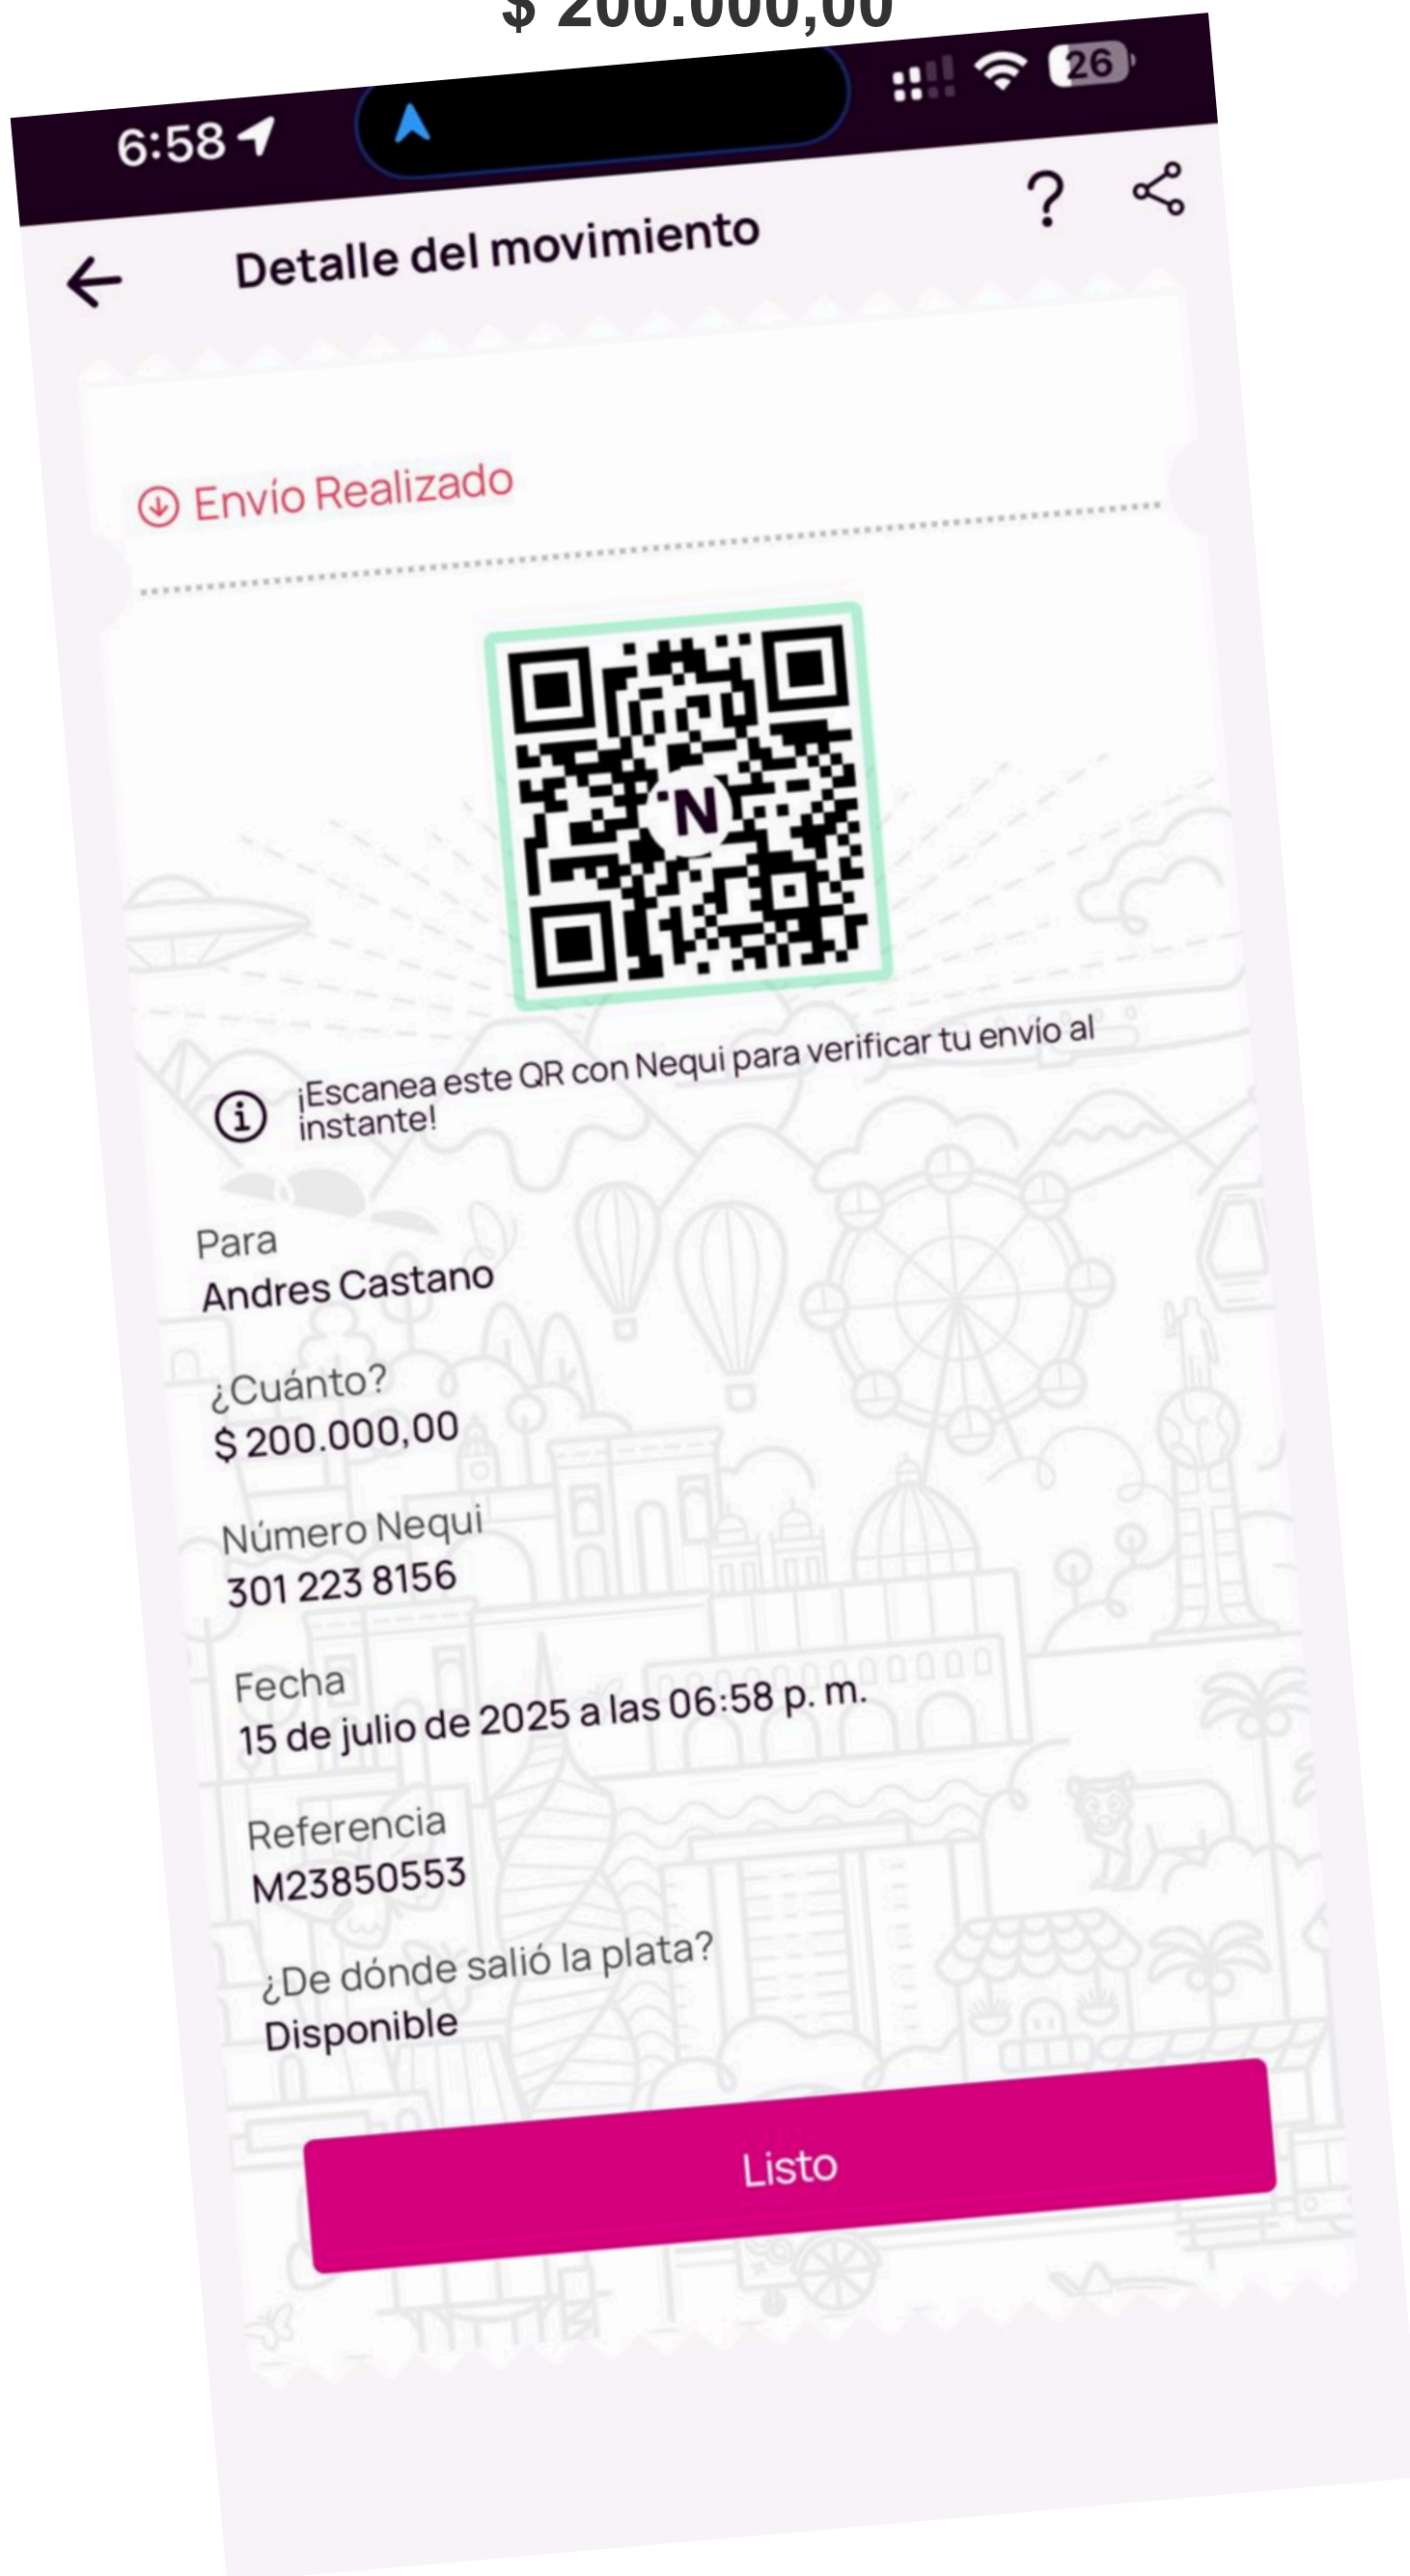 $ 200.000,00
6:58
26
Detalle del movimiento
?
Envío Realizado
N
¡Escanea este QR con Nequi para verificar tu envío al
instante!
Para
Andres Castano
¿Cuánto?
$ 200.000,00
Número Nequi
301 223 8156
Fecha
15 de julio de 2025 a las 06:58 p. m.
Referencia
M23850553
¿De dónde salió la plata?
Disponible
Listo